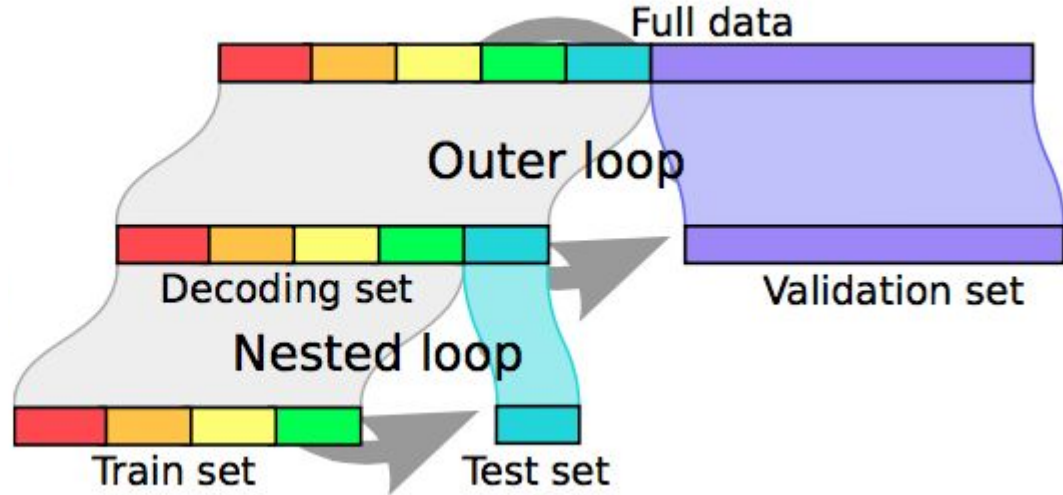 Full data
Outer loop
Decoding set
Validation set
Nested loop
Train set
Test set